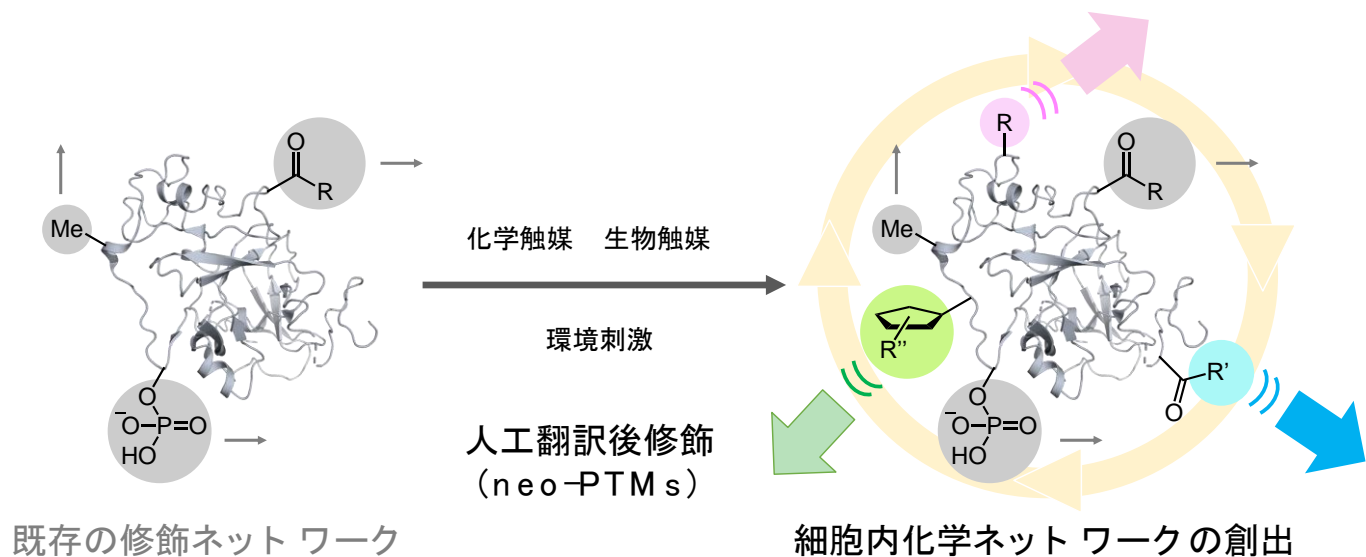 O
R
Me
O
⁻O-P=O
HO
既存の修飾ネットワーク
化学触媒 生物触媒
環境刺激
人工翻訳後修飾
(neo-PTMs)
R
O
R
Me
R''
R'
O
O
⁻O-P=O
HO
細胞内化学ネットワークの創出